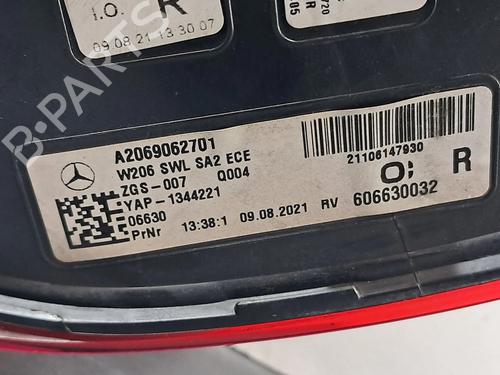 I.O. R
09 08 21 13 30 07
R
B-PARTS
A2069062701
W206 SWL SA2 ECE
ZGS-007 Q004
YAP-1344221
06630
PrNr 13:38:1 09.08.2021 RV 606630032
21106147930
R